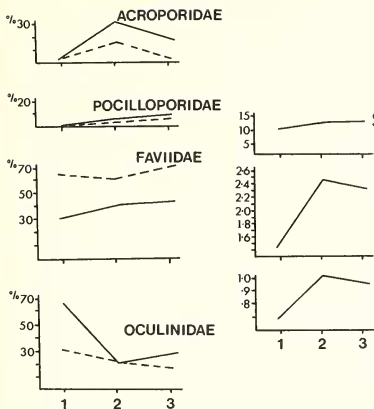 %30 ACROPORIDAE
1 2 3
%20 POCILLOPORIDAE
FAVIIDAE
%70
50
30
%70
50
30
OCULINIDAE
1 2 3
15
10
5
2.6
2.4
2.2
2.0
1.8
1.6
1.0
.9
.8
1 2 3